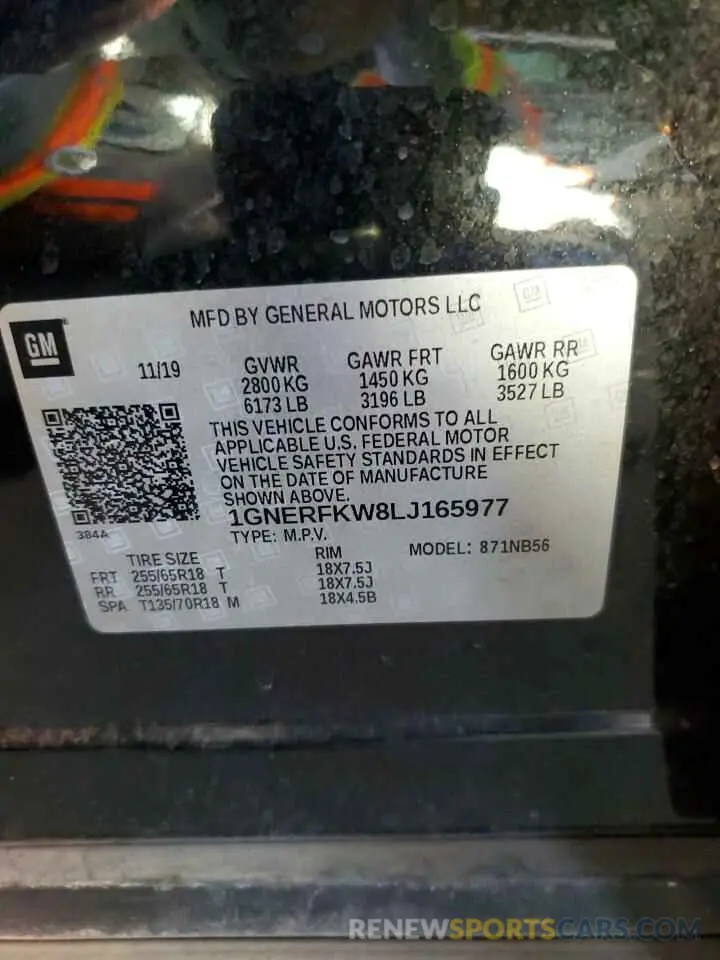 MFD BY GENERAL MOTORS LLC
GM
11/19
GVWR GAWR FRT GAWR RR
2800 KG 1450 KG 1600 KG
6173 LB 3196 LB 3527 LB
THIS VEHICLE CONFORMS TO ALL
APPLICABLE U.S. FEDERAL MOTOR
VEHICLE SAFETY STANDARDS IN EFFECT
ON THE DATE OF MANUFACTURE
SHOWN ABOVE.
1GNERFKW8LJ165977
384A
TYPE: M.P.V. MODEL: 871NB56
TIRE SIZE RIM
FRT 255/65R18 T 18X7.5J
RR 255/65R18 T 18X7.5J
SPA T135/70R18 M 18X4.5B
RENEWSPORTSCARS.COM